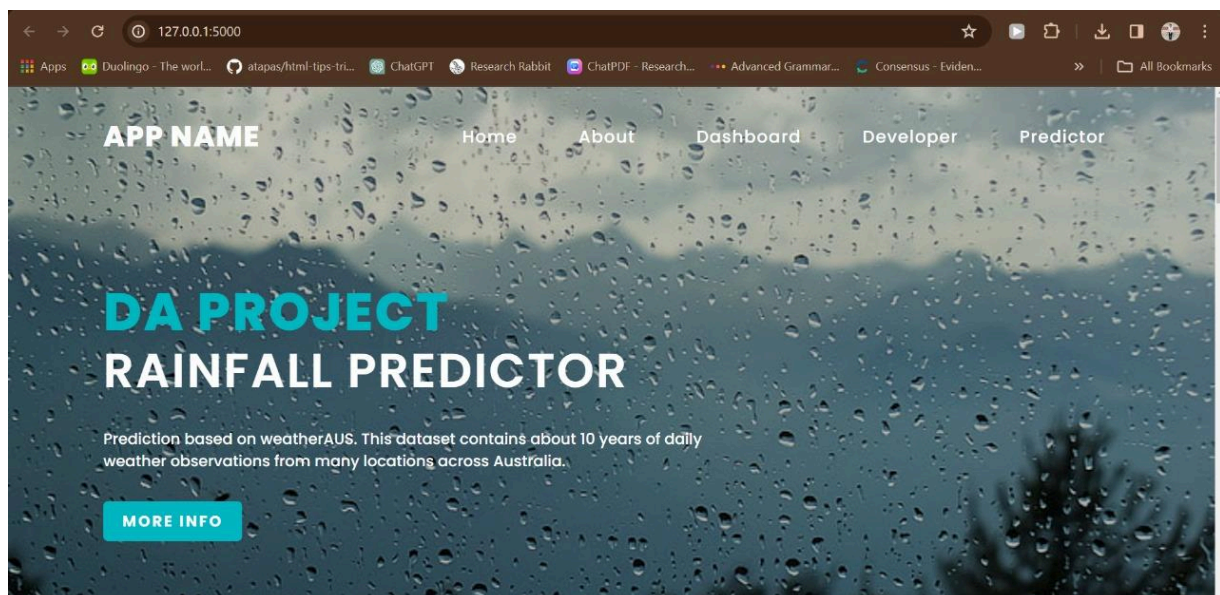 127.0.0.1:5000
Apps Duolingo - The worl... atapas/html-tips-tri... ChatGPT Research Rabbit ChatPDF - Research... Advanced Grammar... Consensus - Eviden... » All Bookmarks
APP NAME Home About Dashboard Developer Predictor
DA PROJECT
RAINFALL PREDICTOR
Prediction based on weatherAUS. This dataset contains about 10 years of daily
weather observations from many locations across Australia.
MORE INFO